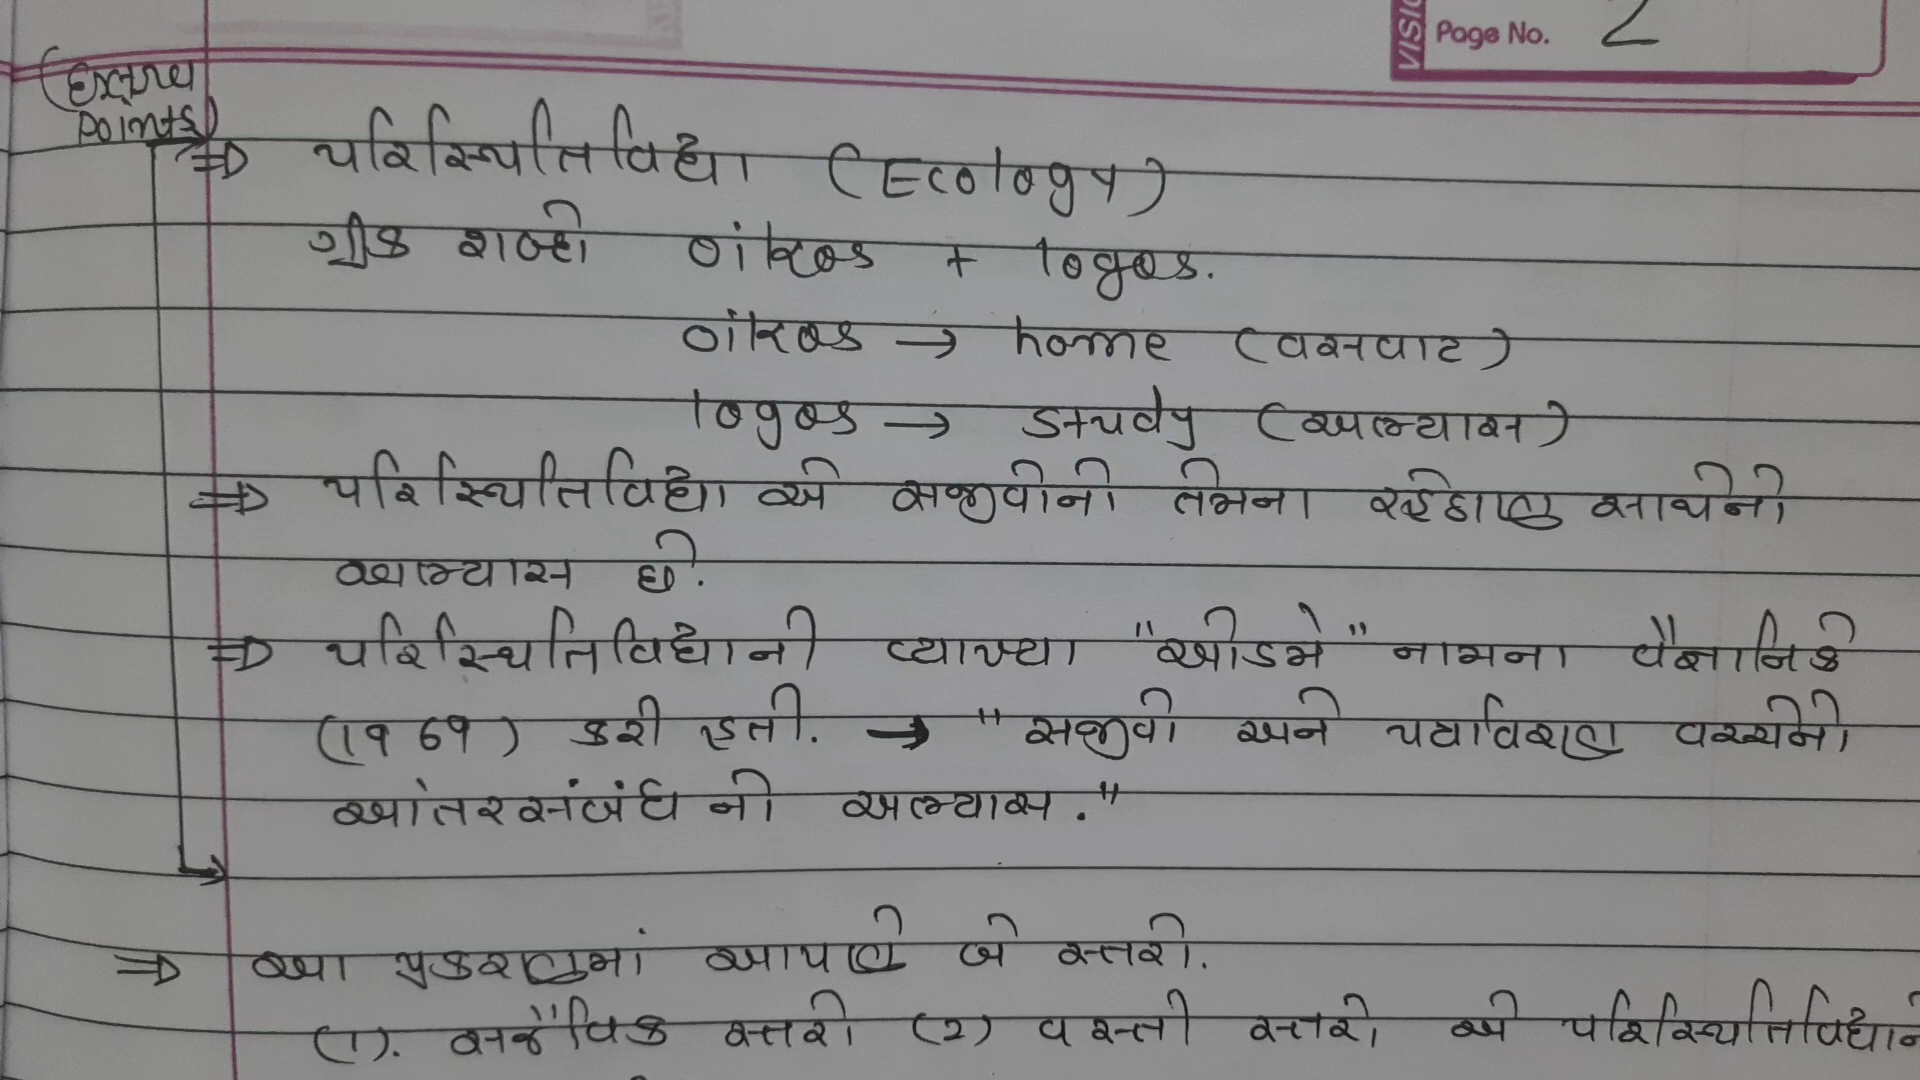 Page No. 2
(Extra
Points)
⇒ પરિસ્થિતિવિદ્યા (Ecology)
ગ્રીક શબ્દો oikos + logos.
oikos → home (વસવાટ)
logos → study (અભ્યાસ)
⇒ પરિસ્થિતિવિદ્યા એ સજીવોનો તેમના રહેઠાણ સાથેનો
અભ્યાસ છે.
⇒ પરિસ્થિતિવિદ્યાની વ્યાખ્યા "ઓડમે" નામના વૈજ્ઞાનિકે
(1969) કરી હતી. → "સજીવો અને પર્યાવરણ વચ્ચેનો
આંતરસંબંધ નો અભ્યાસ."
⇒ આ પ્રકરણમાં આપણે બે સ્તરો.
(1). સજૈવિક સ્તરો (2) વસ્તી સ્તરો એ પરિસ્થિતિવિદ્યાન